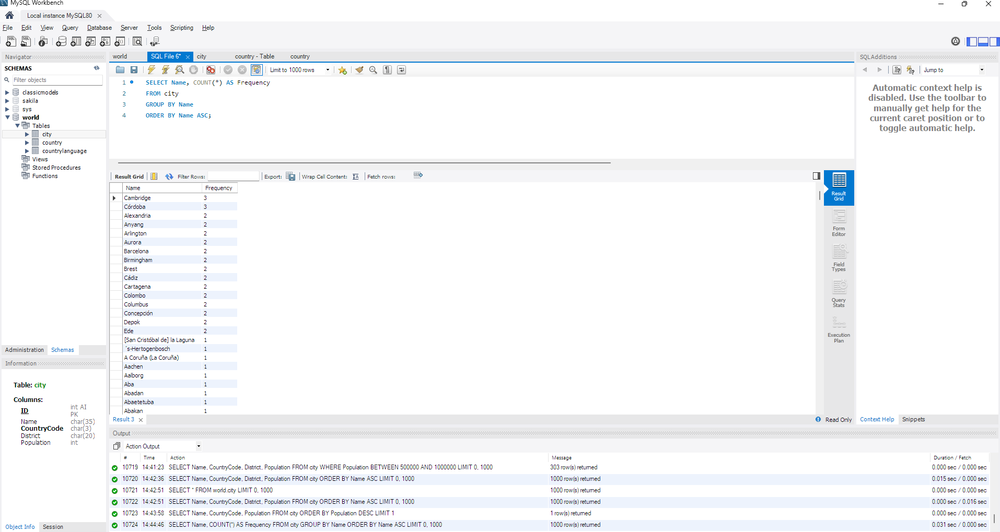 MySQL Workbench
Local instance MySQL80
File Edit View Query Database Server Tools Scripting Help
Navigator
SCHEMAS
Filter objects
classicmodels
sakila
sys
world
Tables
city
country
countrylanguage
Views
Stored Procedures
Functions
Administration Schemas
Information
Table: city
Columns:
ID int AI PK
Name char(35)
CountryCode char(3)
District char(20)
Population int
Object Info Session
world SQL File 6* city country - Table country
Limit to 1000 rows
1 SELECT Name, COUNT(*) AS Frequency
2 FROM city
3 GROUP BY Name
4 ORDER BY Name ASC;
Result Grid Filter Rows: Export: Wrap Cell Content: Fetch rows:
Name Frequency
Cambridge 3
Córdoba 3
Alexandria 2
Anyang 2
Arlington 2
Aurora 2
Barcelona 2
Birmingham 2
Brest 2
Cádiz 2
Cartagena 2
Colombo 2
Columbus 2
Concepción 2
Depok 2
Ede 2
[San Cristóbal de] la Laguna 1
´s-Hertogenbosch 1
A Coruña (La Coruña) 1
Aachen 1
Aalborg 1
Aba 1
Abadan 1
Abaetetuba 1
Abakan 1
Result Grid
Form Editor
Field Types
Query Stats
Execution Plan
Result 3
Read Only
SQLAdditions
Jump to
Automatic context help is
disabled. Use the toolbar to
manually get help for the
current caret position or to
toggle automatic help.
Context Help Snippets
Output
Action Output
# Time Action Message Duration / Fetch
10719 14:41:23 SELECT Name, CountryCode, District, Population FROM city WHERE Population BETWEEN 500000 AND 1000000 LIMIT 0, 1000 303 row(s) returned 0.000 sec / 0.000 sec
10720 14:42:36 SELECT Name, CountryCode, District, Population FROM city ORDER BY Name ASC LIMIT 0, 1000 1000 row(s) returned 0.015 sec / 0.000 sec
10721 14:42:51 SELECT * FROM world.city LIMIT 0, 1000 1000 row(s) returned 0.000 sec / 0.000 sec
10722 14:42:51 SELECT Name, CountryCode, District, Population FROM city ORDER BY Name ASC LIMIT 0, 1000 1000 row(s) returned 0.000 sec / 0.016 sec
10723 14:43:58 SELECT Name, CountryCode, Population FROM city ORDER BY Population DESC LIMIT 1 1 row(s) returned 0.000 sec / 0.000 sec
10724 14:44:46 SELECT Name, COUNT(*) AS Frequency FROM city GROUP BY Name ORDER BY Name ASC LIMIT 0, 1000 1000 row(s) returned 0.031 sec / 0.000 sec